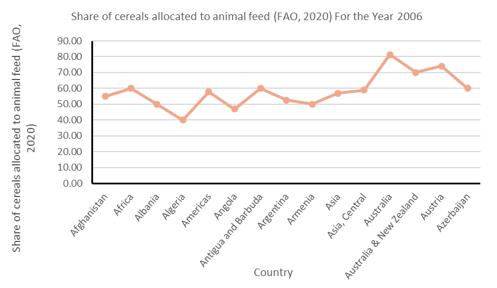 Share of cereals allocated to animal feed (FAO, 2020) For the Year 2006
Share of cereals allocated to animal feed (FAO,
2020)
90.00
80.00
70.00
60.00
50.00
40.00
30.00
20.00
10.00
0.00
Afghanistan
Africa
Albania
Algeria
Americas
Angola
Antigua and Barbuda
Argentina
Armenia
Asia
Asia, Central
Australia
Australia & New Zealand
Austria
Azerbaijan
Country